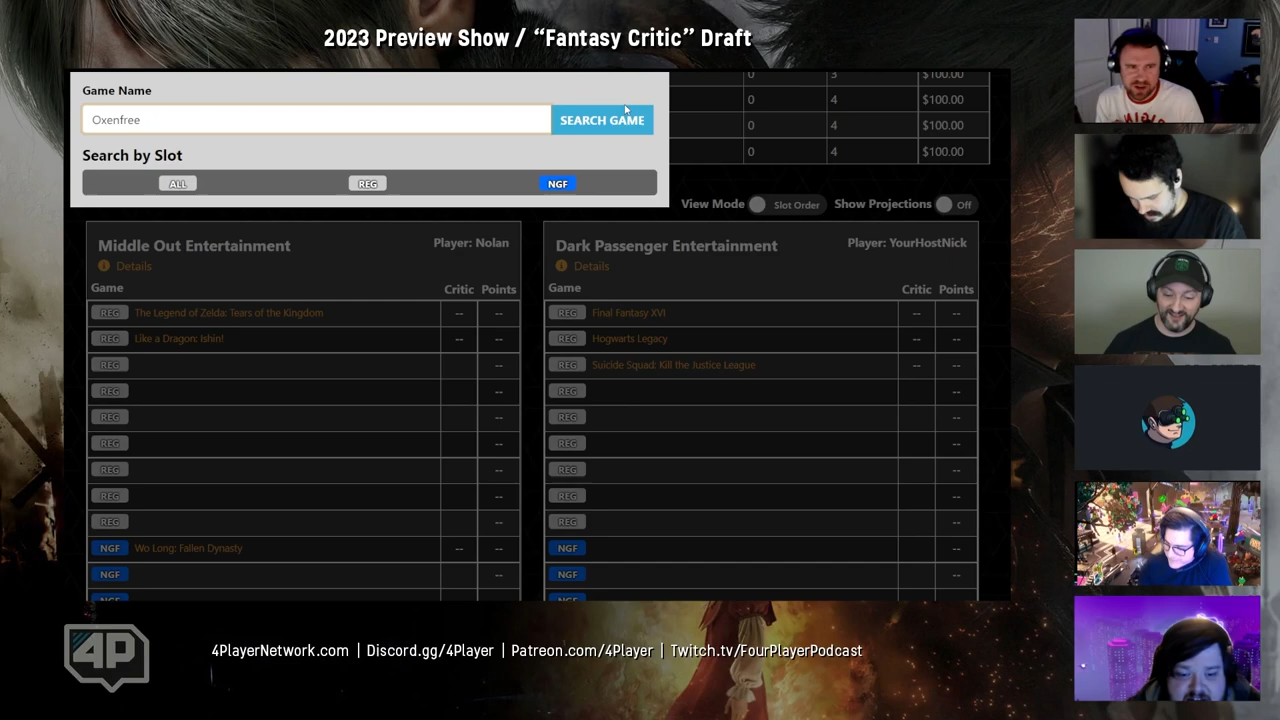 2023 Preview Show / “Fantasy Critic” Draft
Game Name
Oxenfree
SEARCH GAME
Search by Slot
ALL REG NGF
0 3 $100.00
0 4 $100.00
0 4 $100.00
0 4 $100.00
View Mode Slot Order Show Projections Off
Middle Out Entertainment Player: Nolan
Details
Game Critic Points
REG The Legend of Zelda: Tears of the Kingdom -- --
REG Like a Dragon: Ishin! -- --
REG --
REG --
REG --
REG --
REG --
REG --
REG --
NGF Wo Long: Fallen Dynasty -- --
NGF --
NGF
Dark Passenger Entertainment Player: YourHostNick
Details
Game Critic Points
REG Final Fantasy XVI -- --
REG Hogwarts Legacy -- --
REG Suicide Squad: Kill the Justice League -- --
REG --
REG --
REG --
REG --
REG --
REG --
NGF --
NGF --
NGF
4P
4PlayerNetwork.com | Discord.gg/4Player | Patreon.com/4Player | Twitch.tv/FourPlayerPodcast